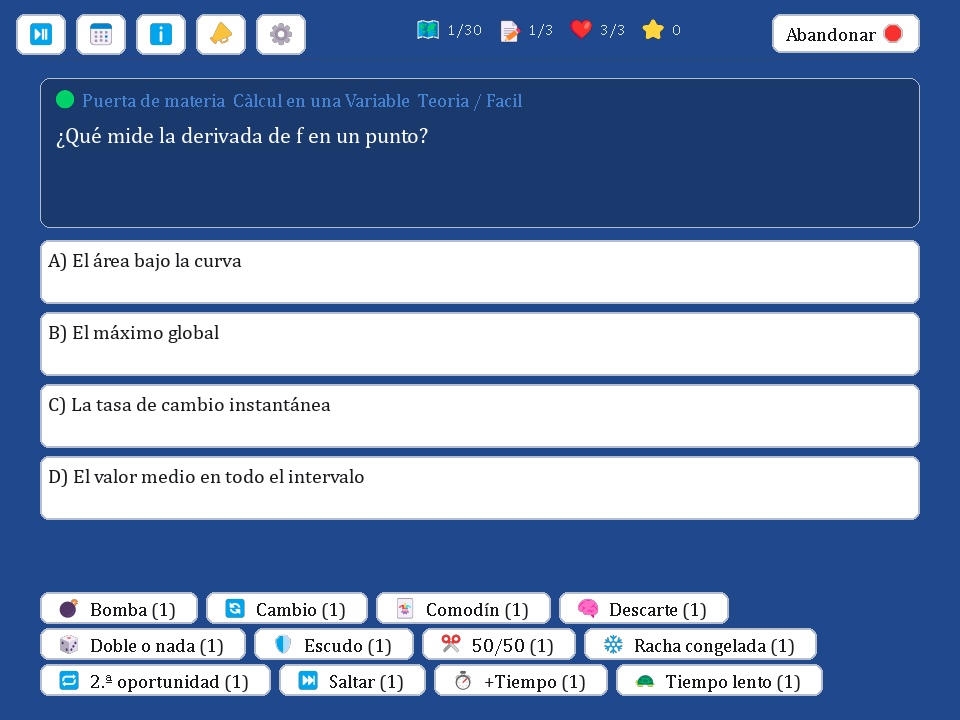 1/30 1/3 3/3 0 Abandonar
Puerta de materia Càlcul en una Variable Teoria / Facil
¿Qué mide la derivada de f en un punto?
A) El área bajo la curva
B) El máximo global
C) La tasa de cambio instantánea
D) El valor medio en todo el intervalo
Bomba (1) Cambio (1) Comodín (1) Descarte (1)
Doble o nada (1) Escudo (1) 50/50 (1) Racha congelada (1)
2.ª oportunidad (1) Saltar (1) +Tiempo (1) Tiempo lento (1)